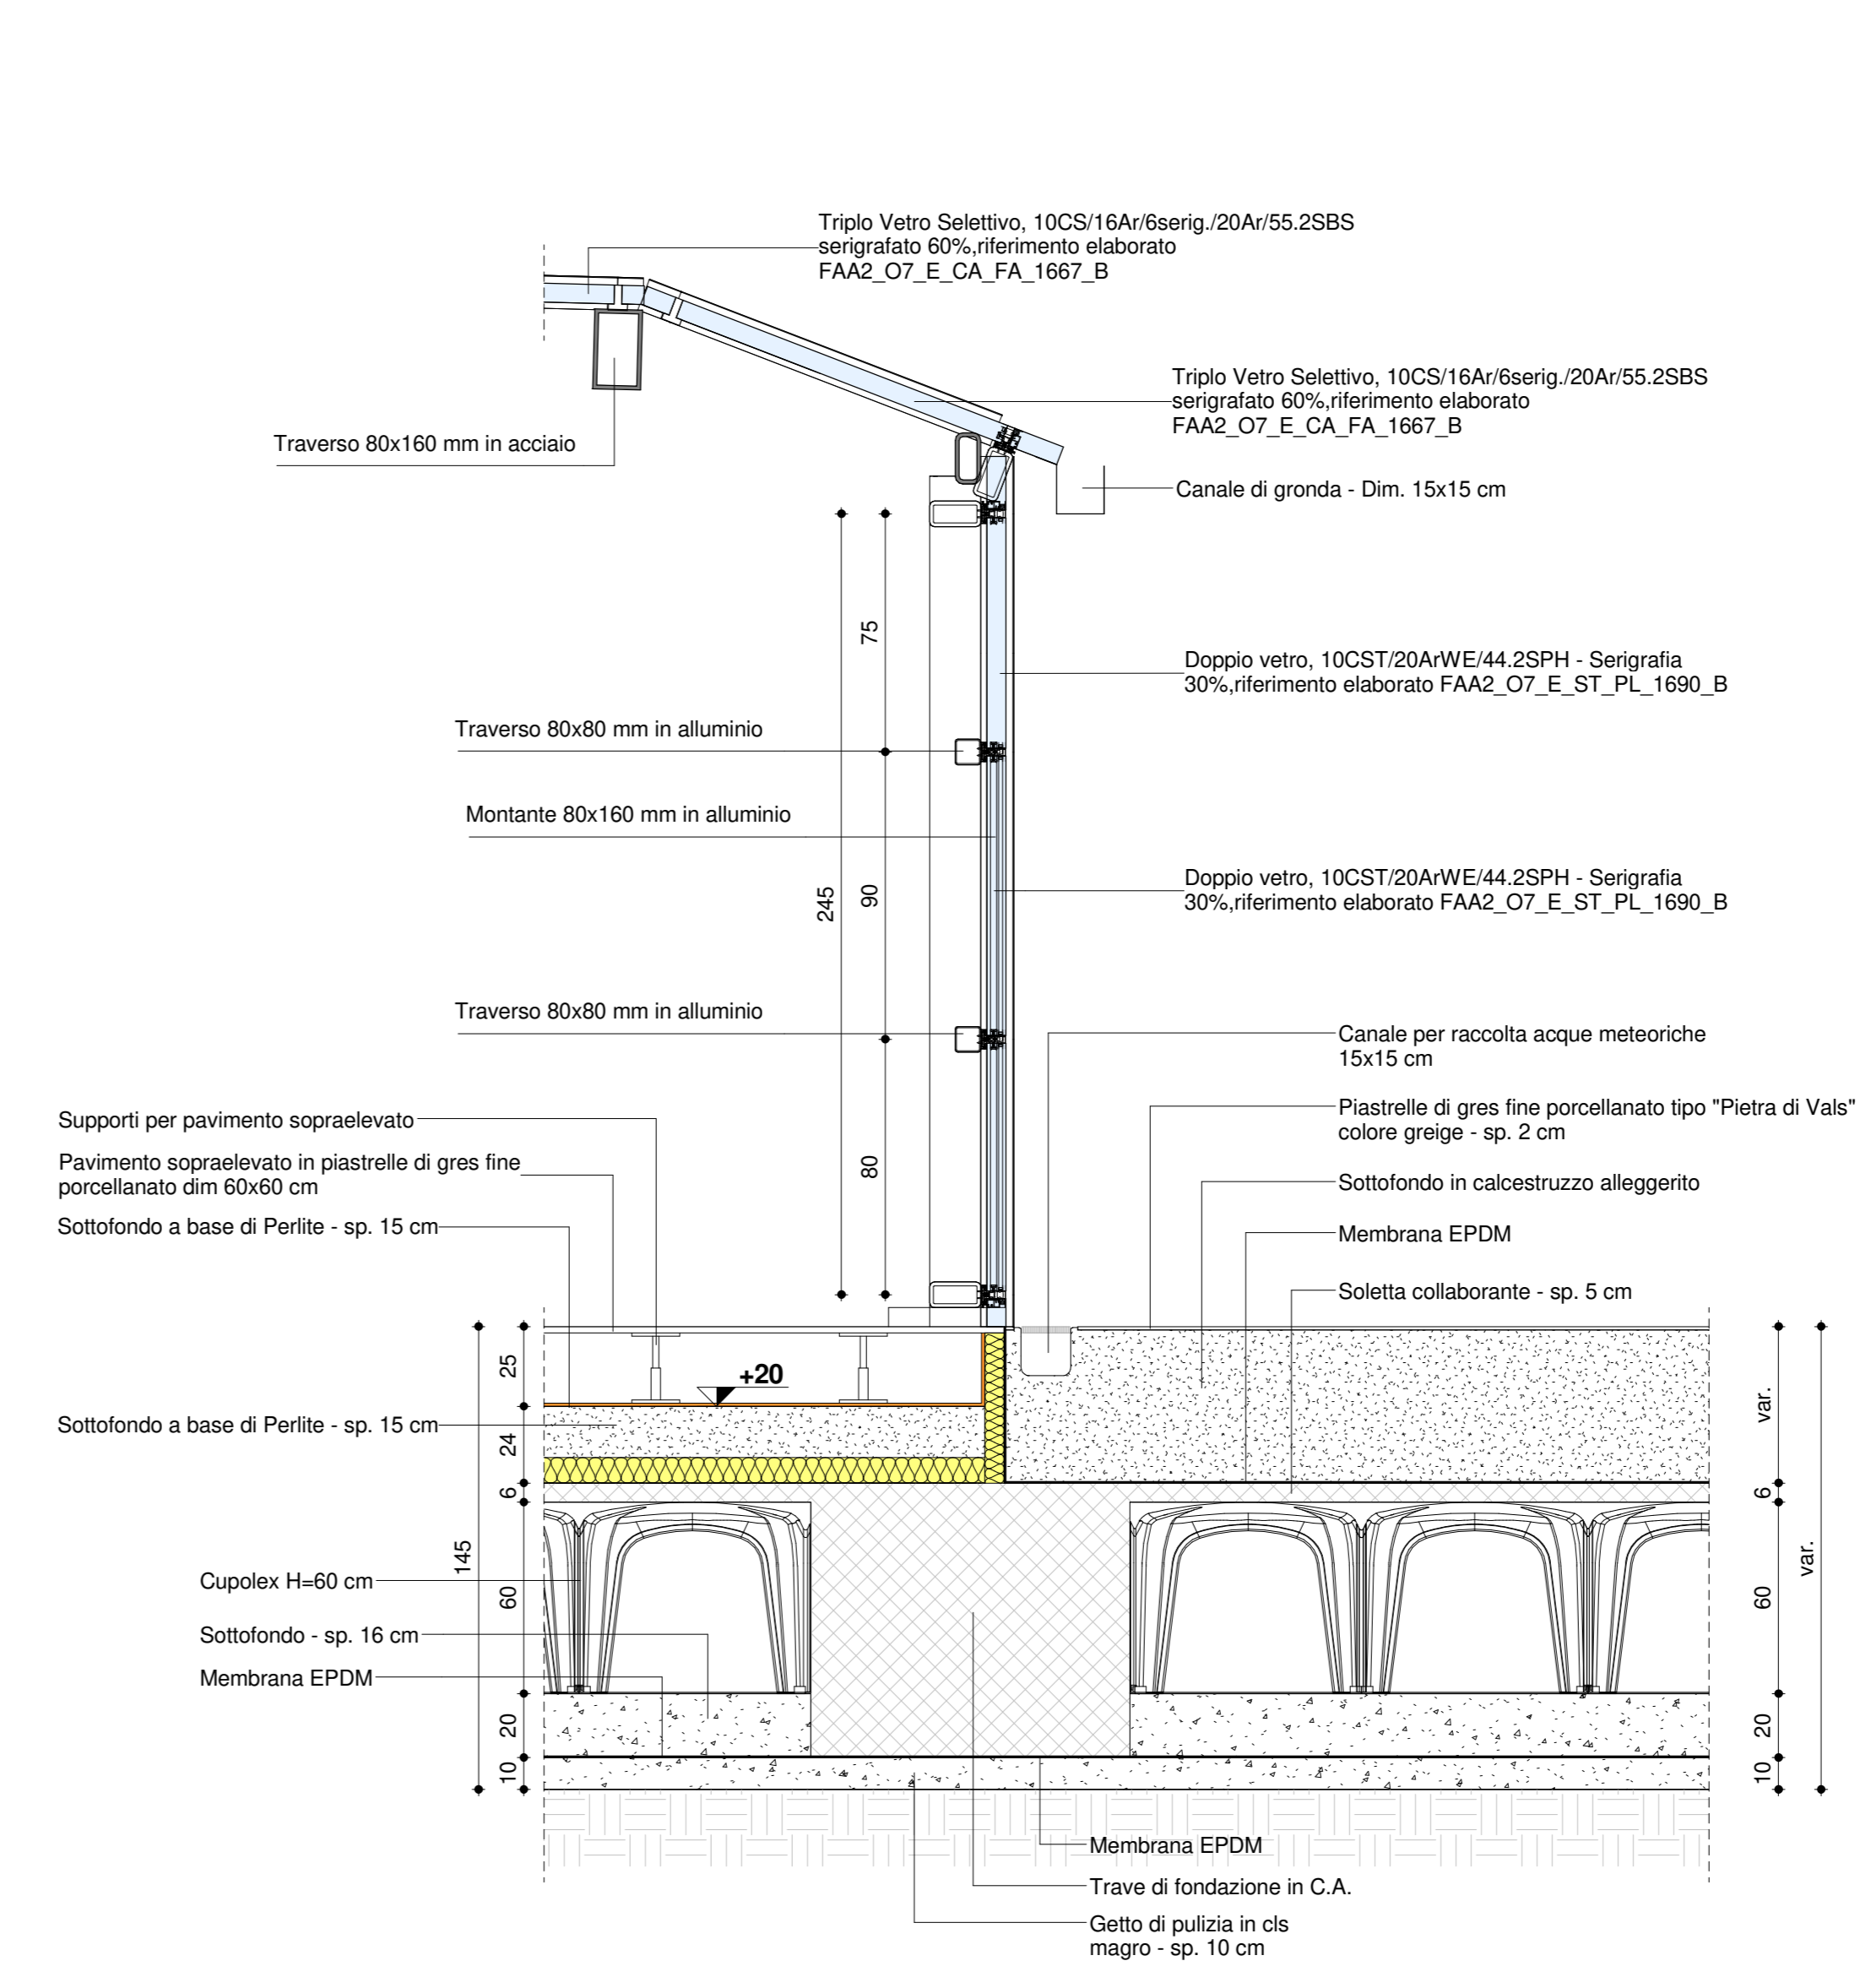 Triplo Vetro Selettivo, 10CS/16Ar/6serig./20Ar/55.2SBS
serigrafato 60%,riferimento elaborato
FAA2_O7_E_CA_FA_1667_B
Triplo Vetro Selettivo, 10CS/16Ar/6serig./20Ar/55.2SBS
serigrafato 60%,riferimento elaborato
FAA2_O7_E_CA_FA_1667_B
Traverso 80x160 mm in acciaio
Canale di gronda - Dim. 15x15 cm
75
Doppio vetro, 10CST/20ArWE/44.2SPH - Serigrafia
30%,riferimento elaborato FAA2_O7_E_ST_PL_1690_B
Traverso 80x80 mm in alluminio
Montante 80x160 mm in alluminio
245
90
Doppio vetro, 10CST/20ArWE/44.2SPH - Serigrafia
30%,riferimento elaborato FAA2_O7_E_ST_PL_1690_B
Traverso 80x80 mm in alluminio
Canale per raccolta acque meteoriche
15x15 cm
80
Supporti per pavimento sopraelevato
Piastrelle di gres fine porcellanato tipo "Pietra di Vals"
colore greige - sp. 2 cm
Pavimento sopraelevato in piastrelle di gres fine
porcellanato dim 60x60 cm
Sottofondo in calcestruzzo alleggerito
Sottofondo a base di Perlite - sp. 15 cm
Membrana EPDM
Soletta collaborante - sp. 5 cm
25
+20
var.
Sottofondo a base di Perlite - sp. 15 cm
24
6
6
145
var.
Cupolex H=60 cm
60
60
Sottofondo - sp. 16 cm
Membrana EPDM
20
20
10
10
Membrana EPDM
Trave di fondazione in C.A.
Getto di pulizia in cls
magro - sp. 10 cm